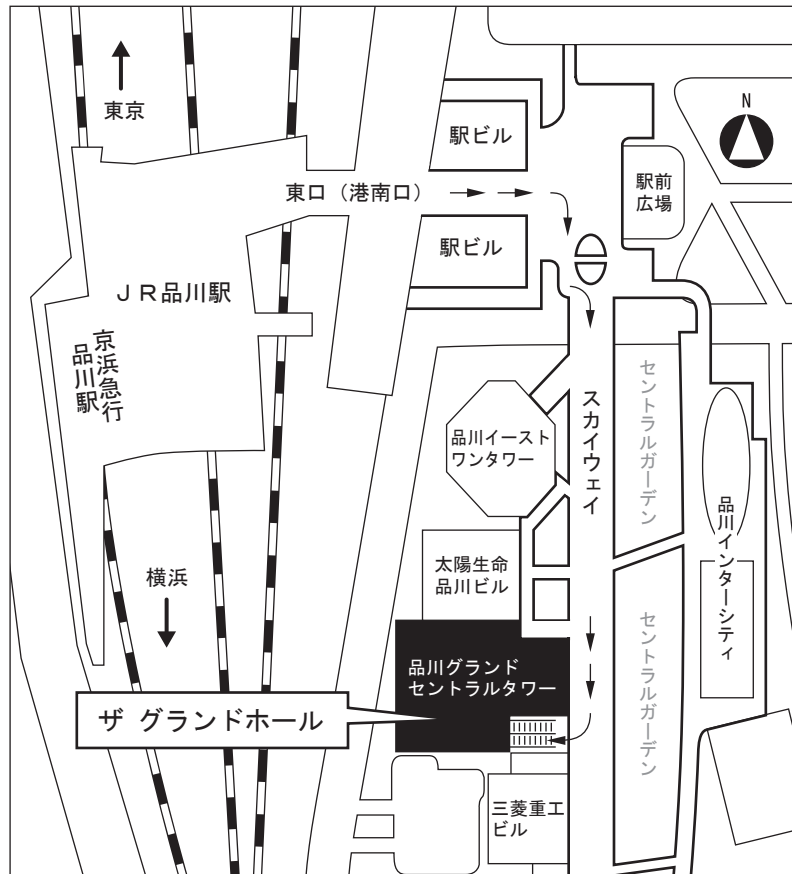 東京
駅ビル
N
駅前
広場
東口（港南口）
駅ビル
ＪＲ品川駅
京浜急行
品川駅
スカイウェイ
セントラルガーデン
品川イースト
ワンタワー
品川インターシティ
太陽生命
品川ビル
横浜
セントラルガーデン
品川グランド
セントラルタワー
ザ グランドホール
三菱重工
ビル